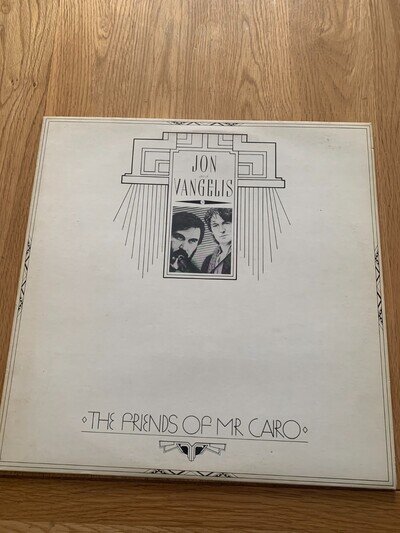 JON
and
VANGELIS
THE FRIENDS OF MR CAIRO